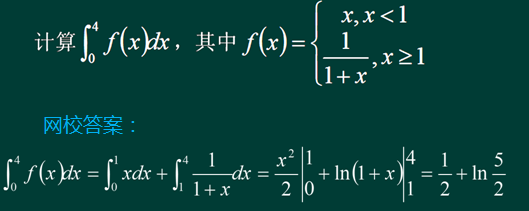 计算∫₀⁴ f(x)dx，其中 f(x)={ x, x<1 ; 1/(1+x), x≥1
网校答案：
∫₀⁴ f(x)dx = ∫₀¹ xdx + ∫₁⁴ 1/(1+x) dx = x²/2 |₀¹ + ln(1+x)|₁⁴ = 1/2 + ln 5/2